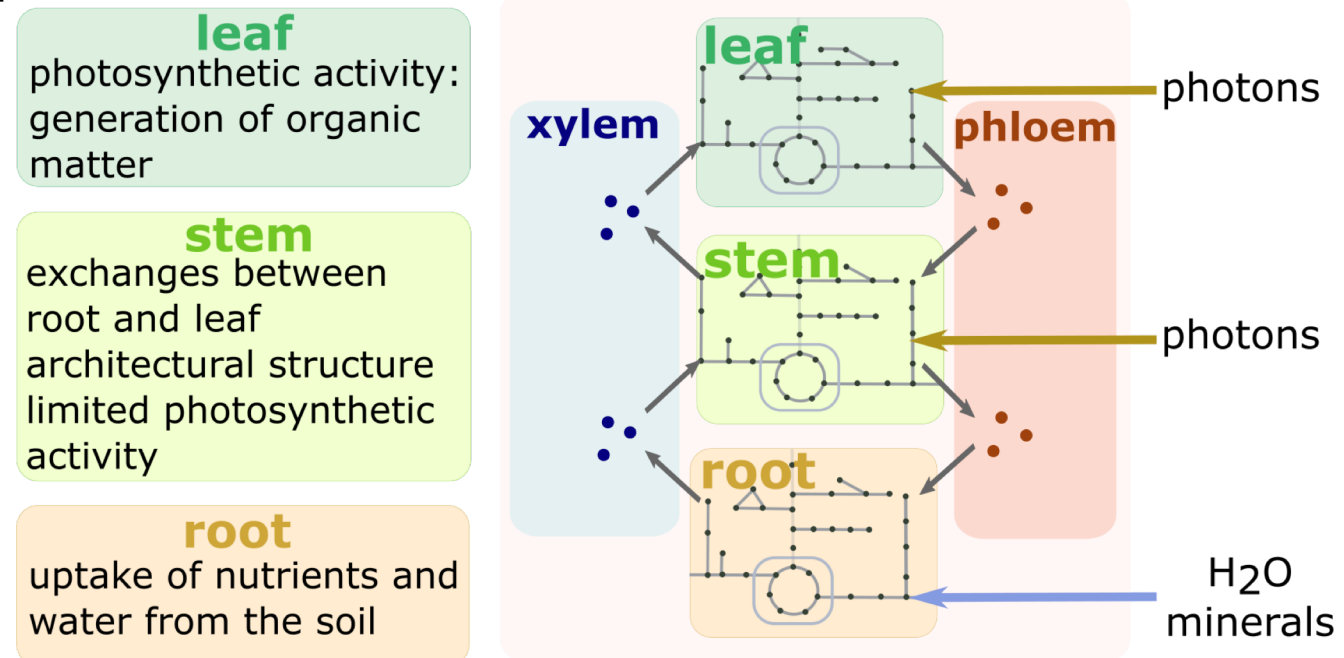 leaf
photosynthetic activity:
generation of organic
matter
stem
exchanges between
root and leaf
architectural structure
limited photosynthetic
activity
root
uptake of nutrients and
water from the soil
xylem
leaf
stem
root
phloem
photons
photons
H2O
minerals